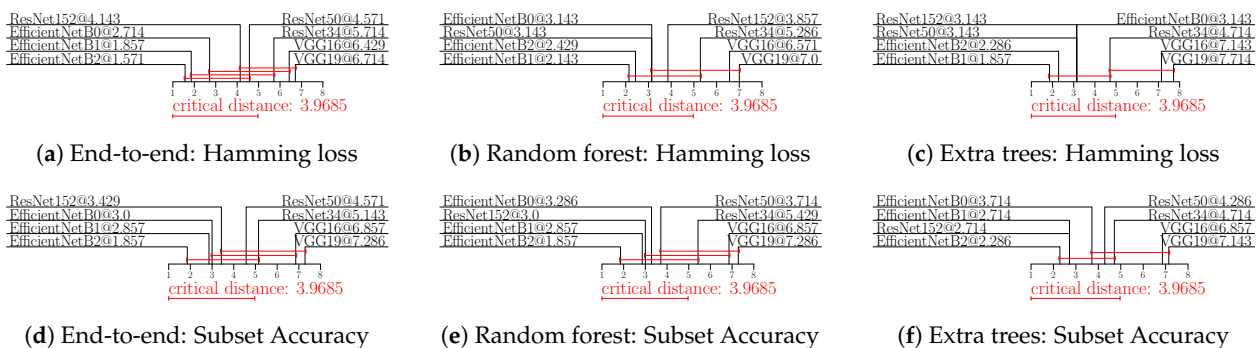 ResNet152@4.143 ResNet50@4.571
EfficientNetB0@2.714 ResNet34@5.714
EfficientNetB1@1.857 VGG16@6.429
EfficientNetB2@1.571 VGG19@6.714
1 2 3 4 5 6 7 8
critical distance: 3.9685
(a) End-to-end: Hamming loss
EfficientNetB0@3.143 ResNet152@3.857
ResNet50@3.143 ResNet34@5.286
EfficientNetB2@2.429 VGG16@6.571
EfficientNetB1@2.143 VGG19@7.0
1 2 3 4 5 6 7 8
critical distance: 3.9685
(b) Random forest: Hamming loss
ResNet152@3.143 EfficientNetB0@3.143
ResNet50@3.143 ResNet34@4.714
EfficientNetB2@2.286 VGG16@7.143
EfficientNetB1@1.857 VGG19@7.714
1 2 3 4 5 6 7 8
critical distance: 3.9685
(c) Extra trees: Hamming loss
ResNet152@3.429 ResNet50@4.571
EfficientNetB0@3.0 ResNet34@5.143
EfficientNetB1@2.857 VGG16@6.857
EfficientNetB2@1.857 VGG19@7.286
1 2 3 4 5 6 7 8
critical distance: 3.9685
(d) End-to-end: Subset Accuracy
EfficientNetB0@3.286 ResNet50@3.714
ResNet152@3.0 ResNet34@5.429
EfficientNetB1@2.857 VGG16@6.857
EfficientNetB2@1.857 VGG19@7.286
1 2 3 4 5 6 7 8
critical distance: 3.9685
(e) Random forest: Subset Accuracy
EfficientNetB0@3.714 ResNet50@4.286
EfficientNetB1@2.714 ResNet34@4.714
ResNet152@2.714 VGG16@6.857
EfficientNetB2@2.286 VGG19@7.143
1 2 3 4 5 6 7 8
critical distance: 3.9685
(f) Extra trees: Subset Accuracy